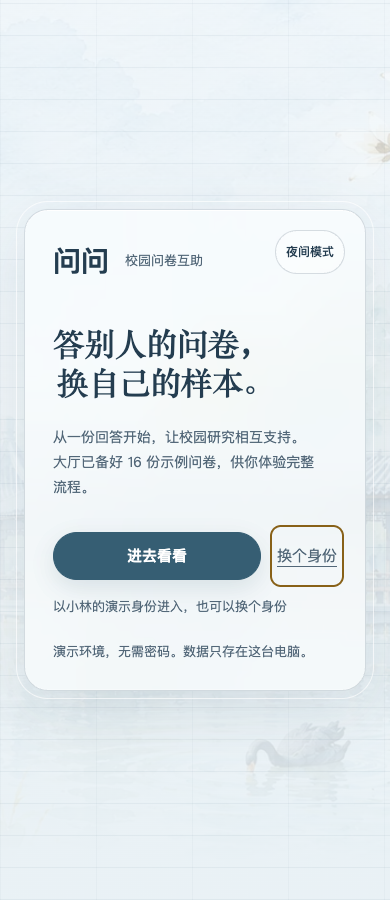 问问
校园问卷互助
夜间模式
答别人的问卷，
换自己的样本。
从一份回答开始，让校园研究相互支持。
大厅已备好 16 份示例问卷，供你体验完整
流程。
进去看看
换个身份
以小林的演示身份进入，也可以换个身份
演示环境，无需密码。数据只存在这台电脑。